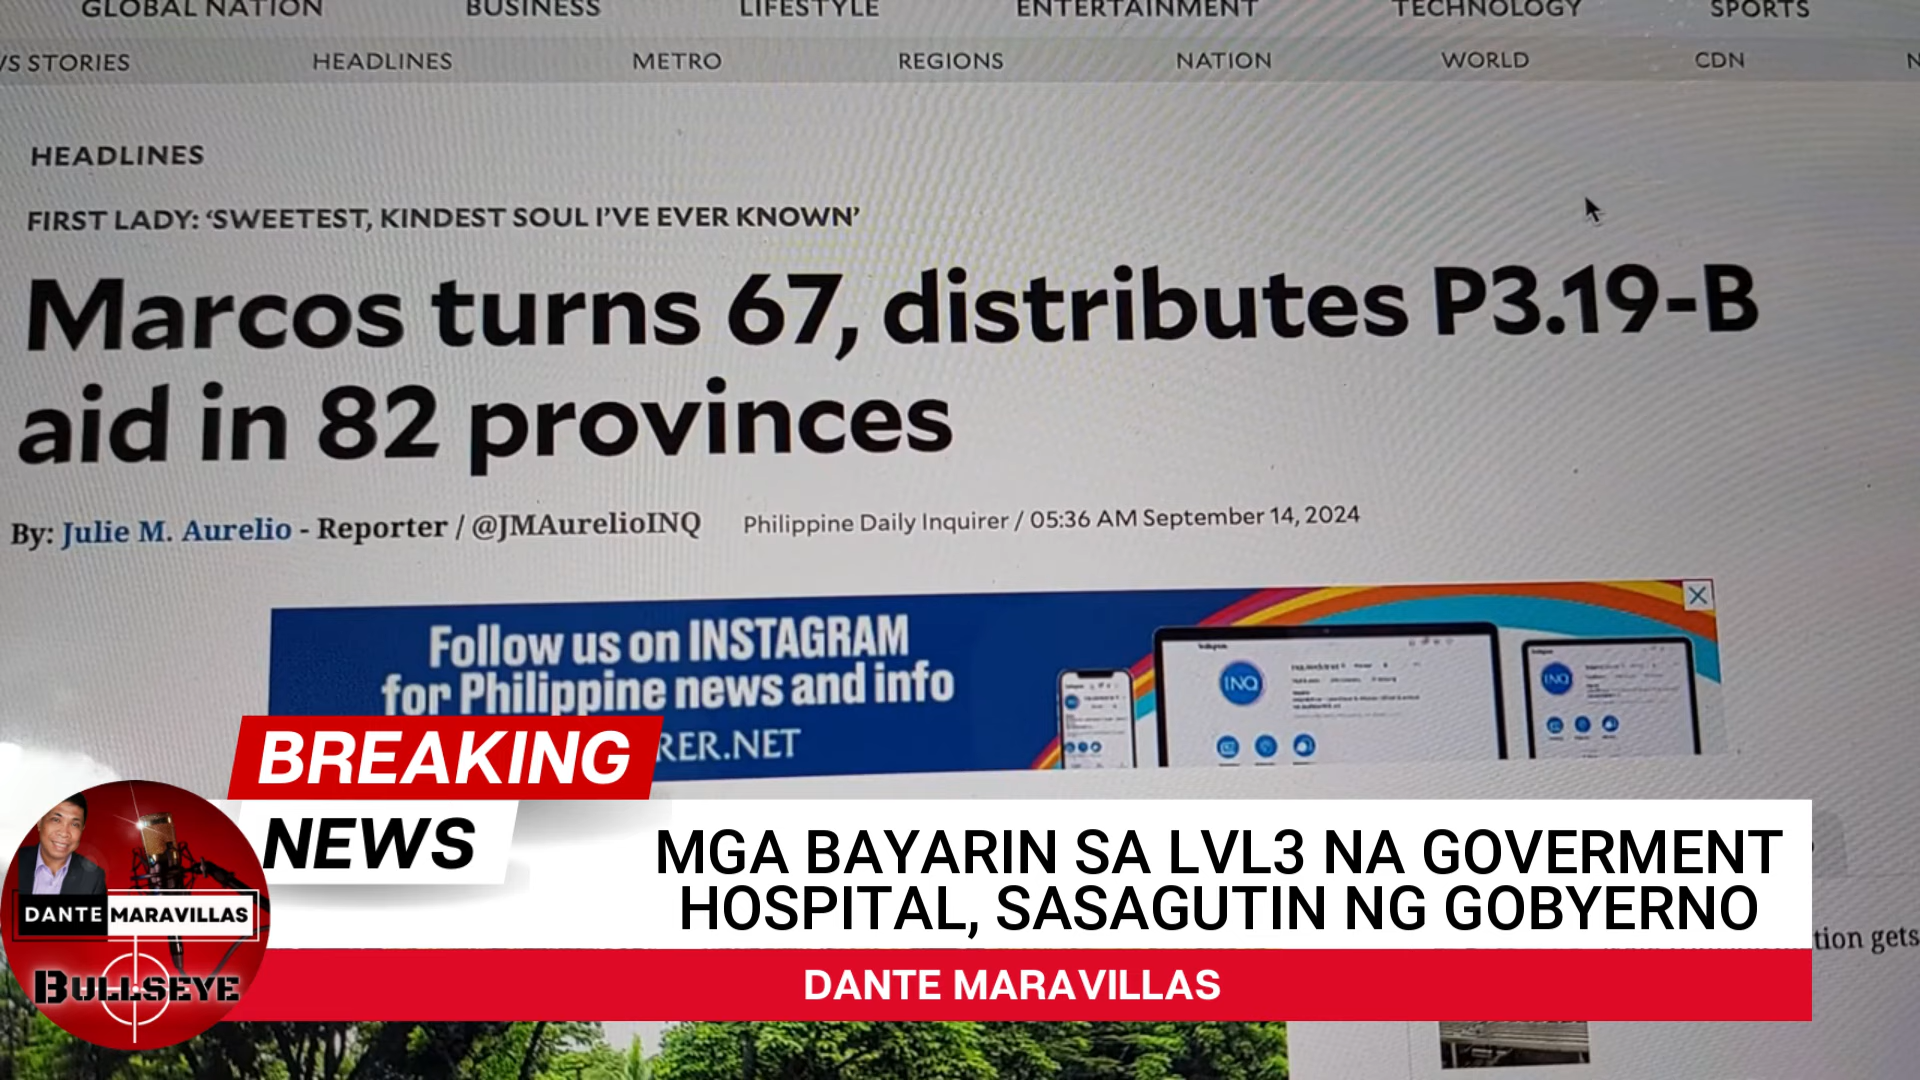 GLOBAL NATION BUSINESS LIFESTYLE ENTERTAINMENT TECHNOLOGY SPORTS
STORIES HEADLINES METRO REGIONS NATION WORLD CDN
HEADLINES
FIRST LADY: ‘SWEETEST, KINDEST SOUL I’VE EVER KNOWN’
Marcos turns 67, distributes P3.19-B
aid in 82 provinces
By: Julie M. Aurelio - Reporter / @JMAurelioINQ Philippine Daily Inquirer / 05:36 AM September 14, 2024
Follow us on INSTAGRAM
for Philippine news and info
RER.NET
INQ
INQ
BREAKING
NEWS
MGA BAYARIN SA LVL3 NA GOVERMENT
HOSPITAL, SASAGUTIN NG GOBYERNO
tion gets
DANTE MARAVILLAS
BULLSEYE
DANTE MARAVILLAS